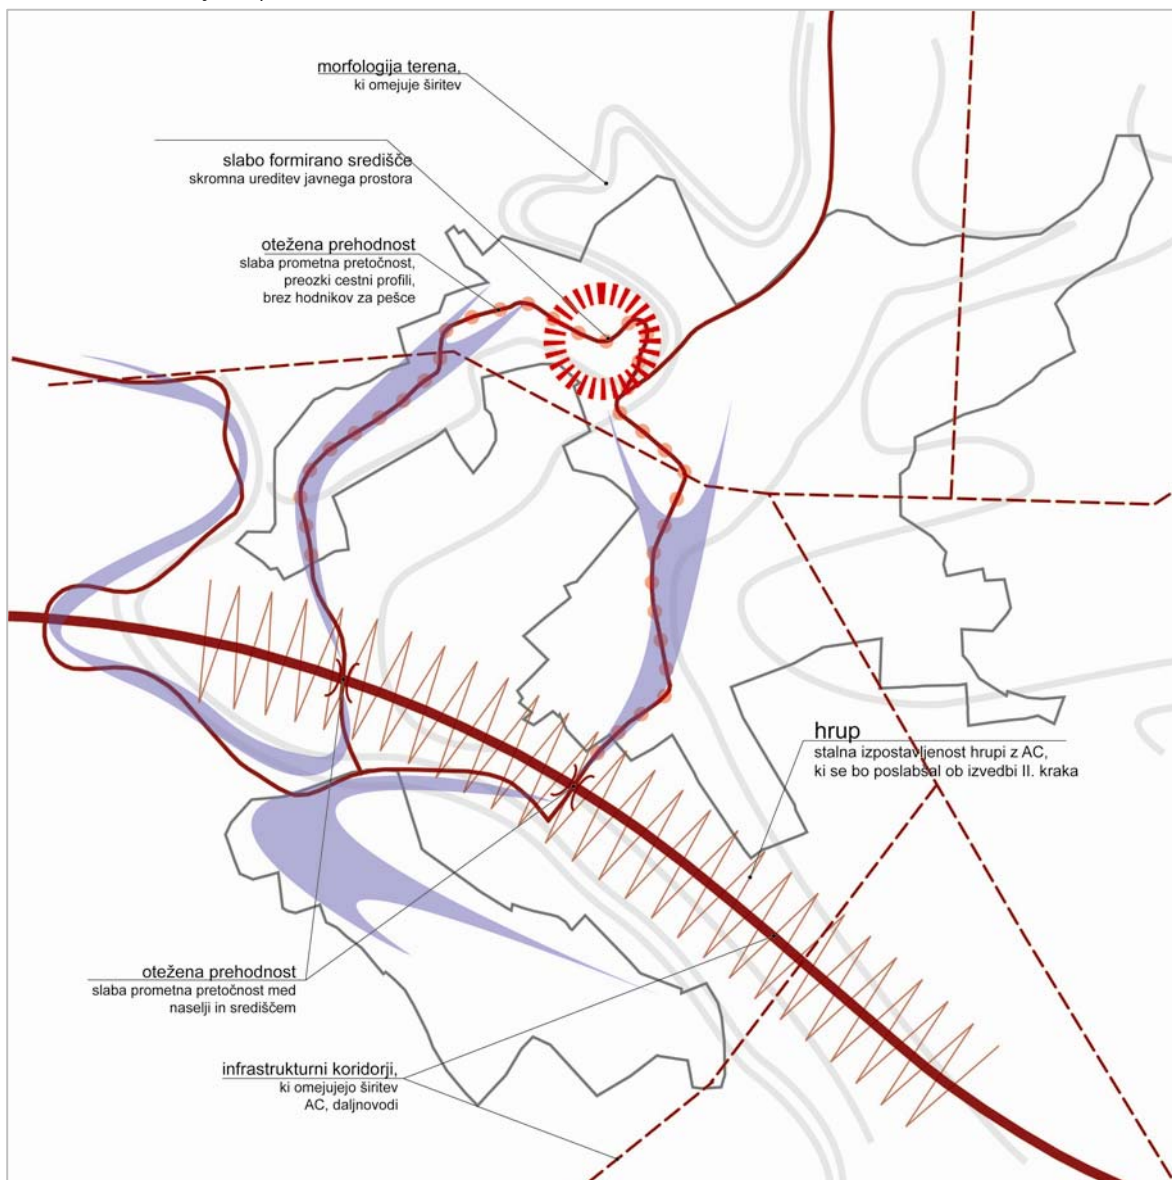 morfologija terena,
ki omejuje širitev
slabo formirano središče
skromna ureditev javnega prostora
otežena prehodnost
slaba prometna pretočnost,
preozki cestni profili,
brez hodnikov za pešce
hrup
stalna izpostavljenost hrupi z AC,
ki se bo poslabšal ob izvedbi II. kraka
otežena prehodnost
slaba prometna pretočnost med
naselji in središčem
infrastrukturni koridorji,
ki omejujejo širitev
AC, daljnovodi